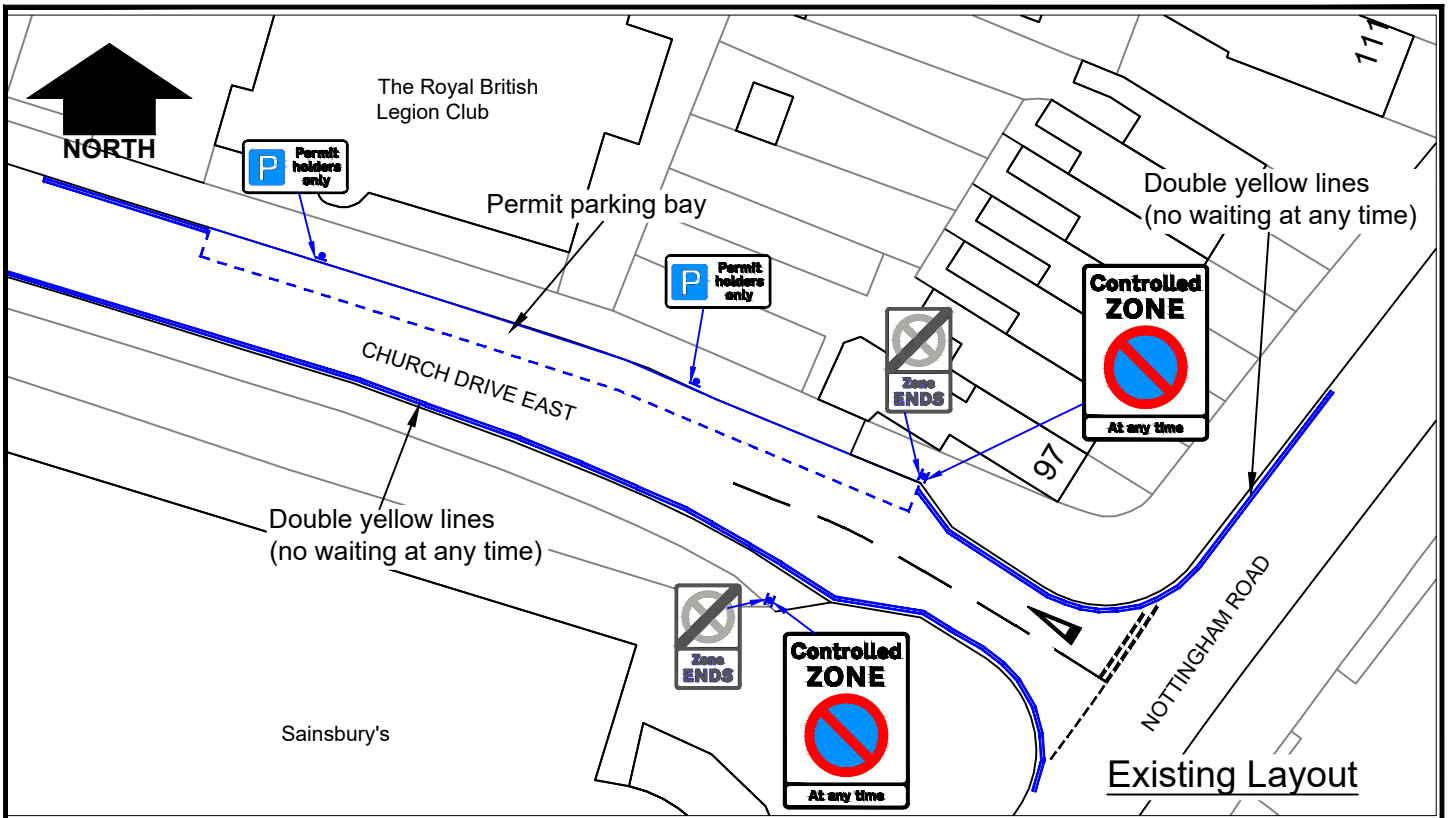 NORTH
The Royal British
Legion Club
111
P Permit
holders
only
Permit parking bay
Double yellow lines
(no waiting at any time)
P Permit
holders
only
Controlled
ZONE
At any time
Zone
ENDS
CHURCH DRIVE EAST
97
Double yellow lines
(no waiting at any time)
Zone
ENDS
Controlled
ZONE
At any time
NOTTINGHAM ROAD
Sainsbury's
Existing Layout